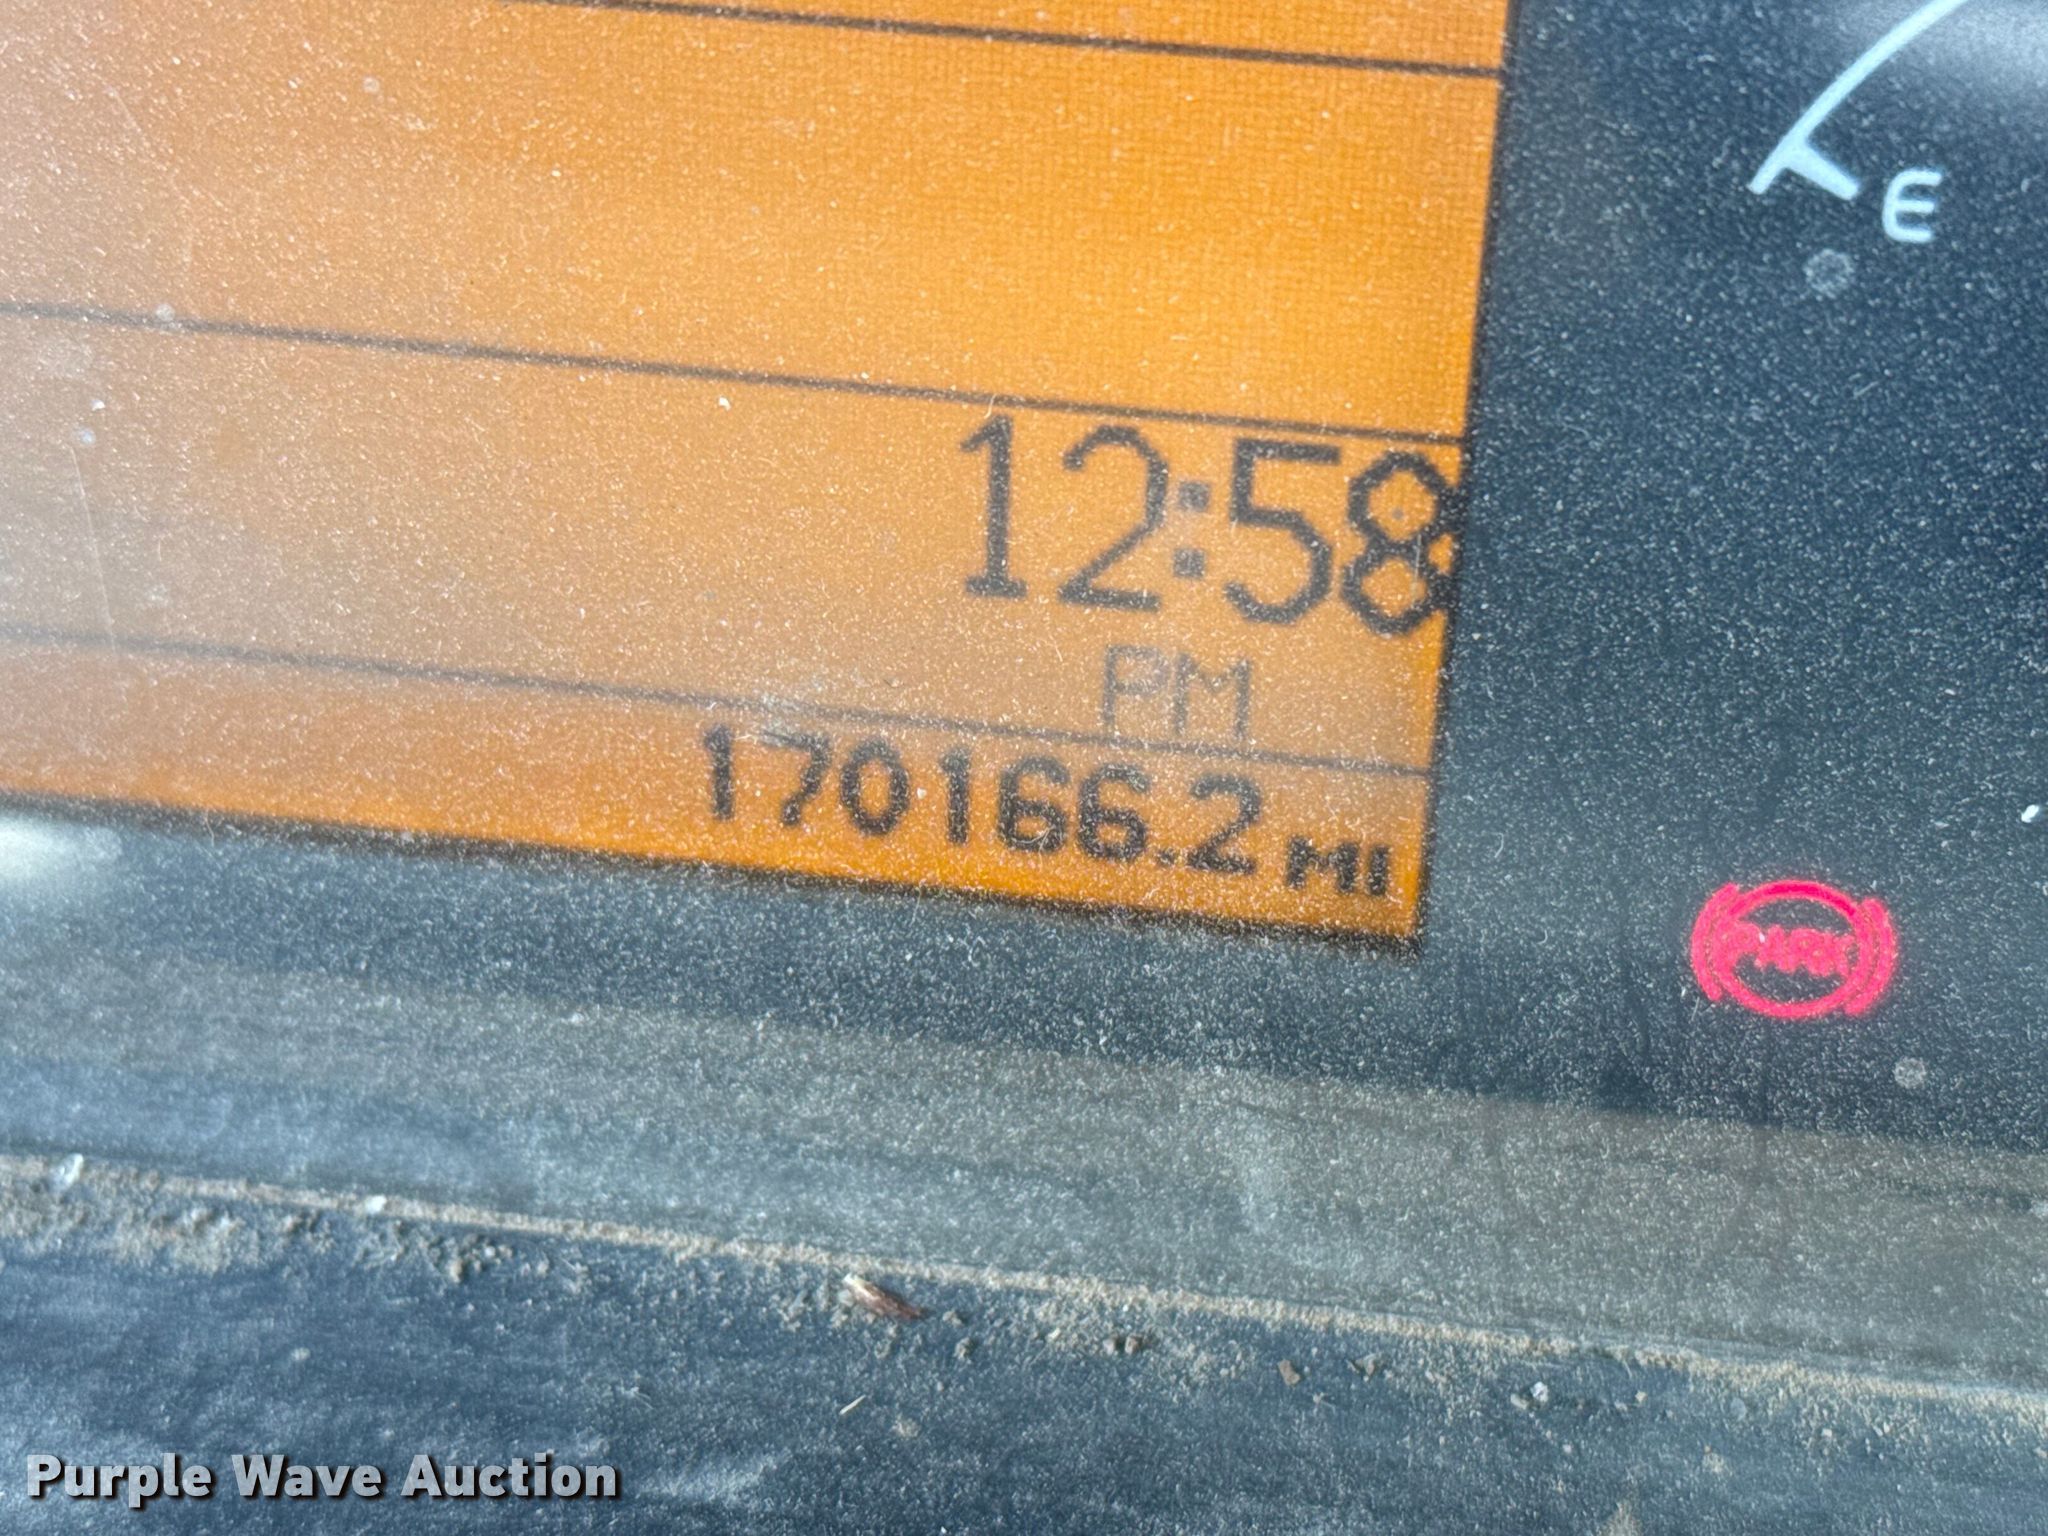 E
12:58
PM
170166.2 MI
PARK
Purple Wave Auction